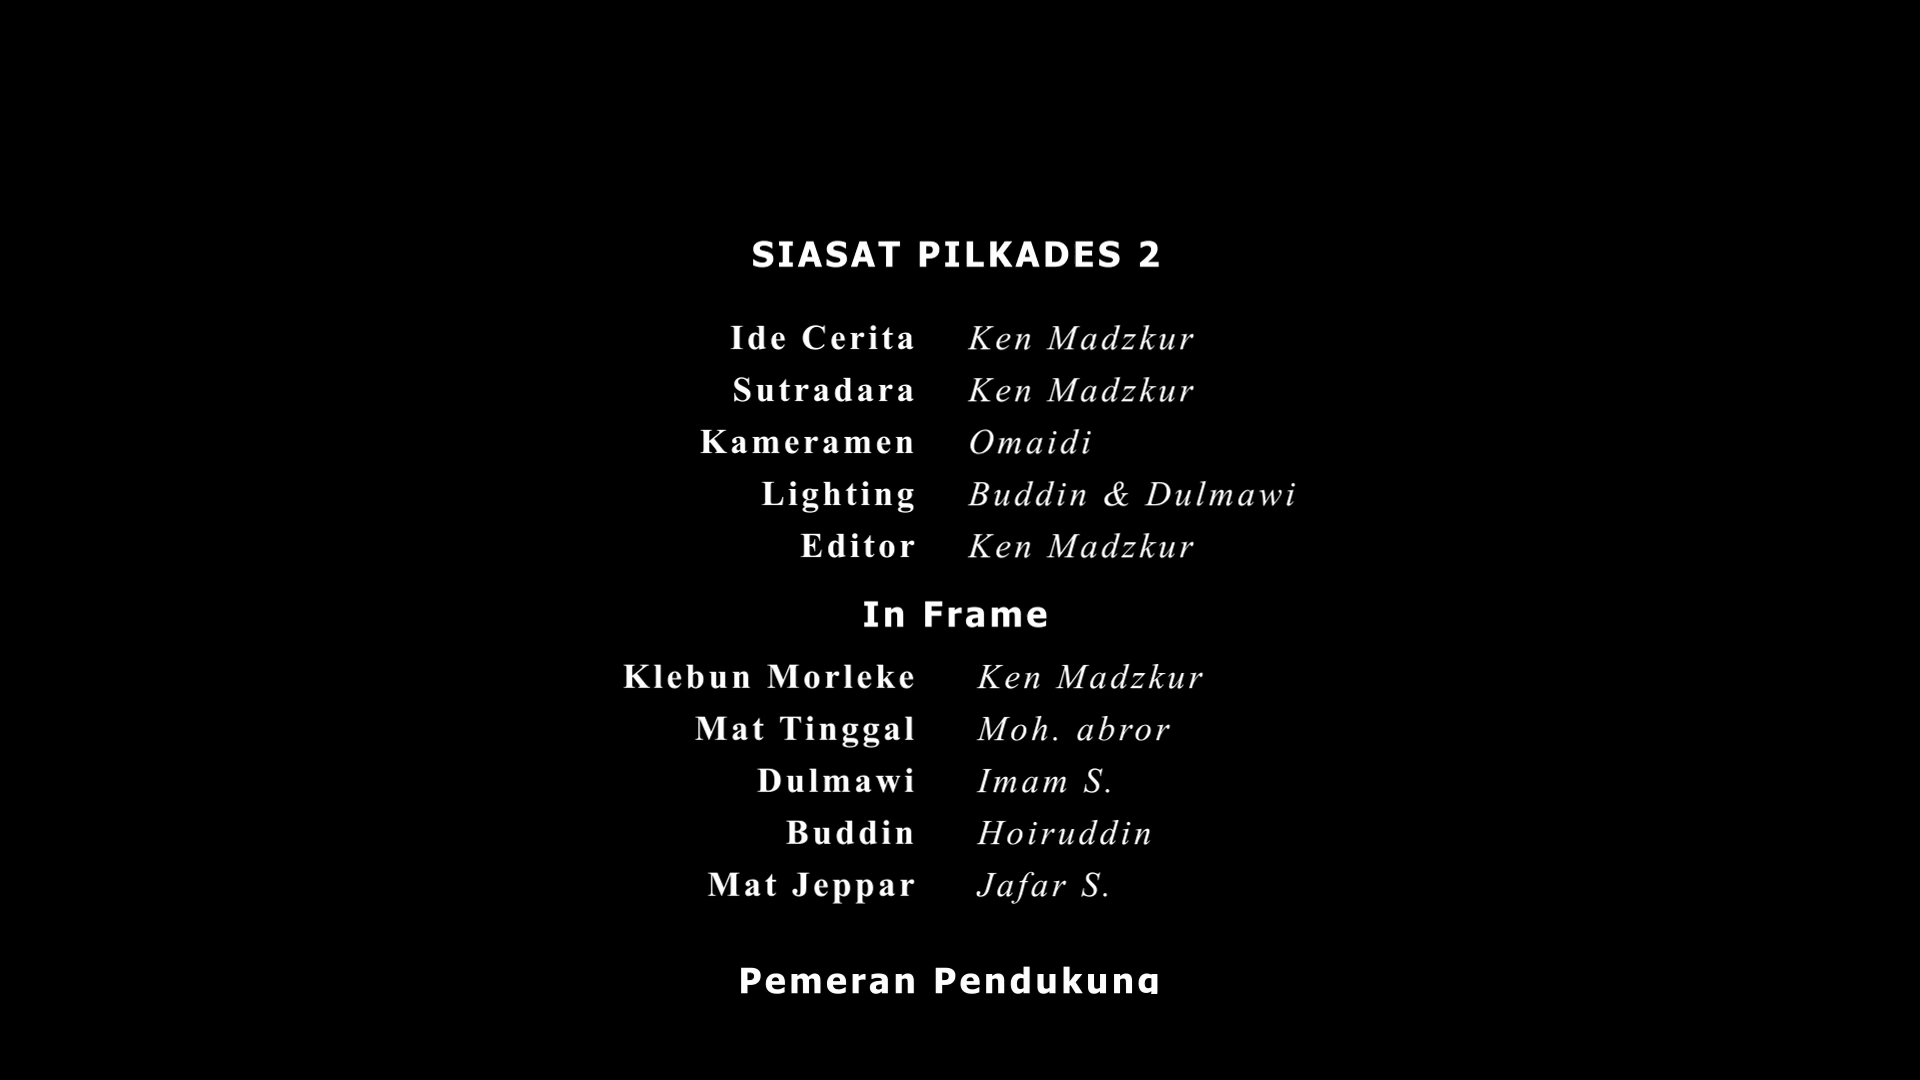 SIASAT PILKADES 2
Ide Cerita Ken Madzkur
Sutradara Ken Madzkur
Kameramen Omaidi
Lighting Buddin & Dulmawi
Editor Ken Madzkur
In Frame
Klebun Morleke Ken Madzkur
Mat Tinggal Moh. abror
Dulmawi Imam S.
Buddin Hoiruddin
Mat Jeppar Jafar S.
Pemeran Pendukung